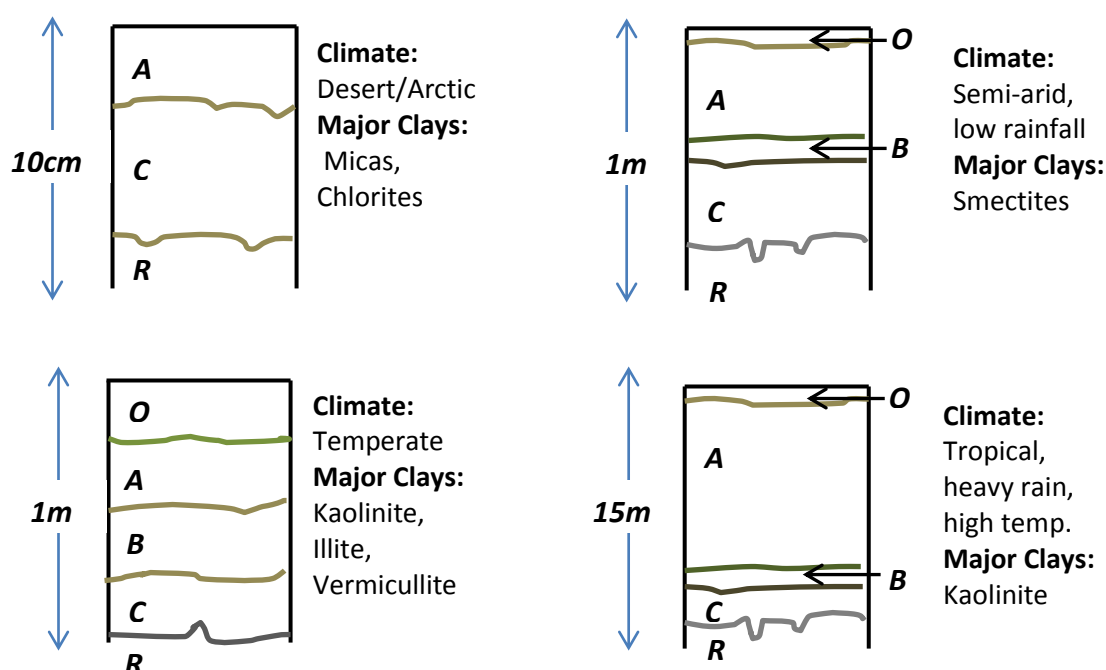 10cm
A
C
R
Climate:
Desert/Arctic
Major Clays:
Micas,
Chlorites
1m
O
A
B
C
R
Climate:
Semi-arid,
low rainfall
Major Clays:
Smectites
1m
O
A
B
C
R
Climate:
Temperate
Major Clays:
Kaolinite,
Illite,
Vermicullite
15m
O
A
B
C
R
Climate:
Tropical,
heavy rain,
high temp.
Major Clays:
Kaolinite